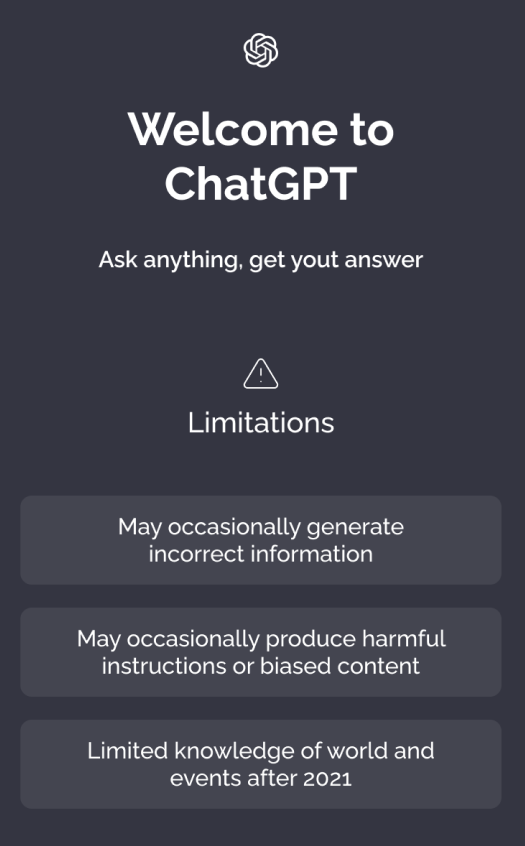 Welcome to
ChatGPT
Ask anything, get yout answer
Limitations
May occasionally generate
incorrect information
May occasionally produce harmful
instructions or biased content
Limited knowledge of world and
events after 2021